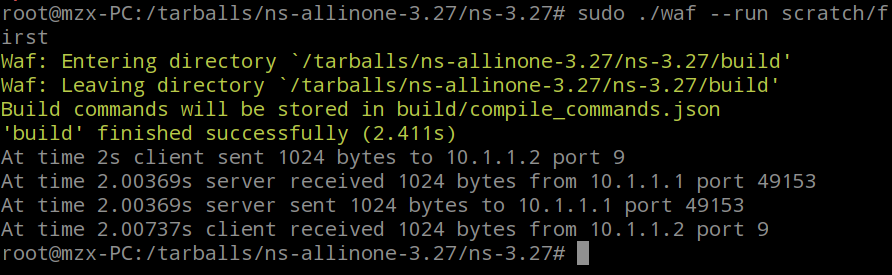 root@mzx-PC:/tarballs/ns-allinone-3.27/ns-3.27# sudo ./waf --run scratch/f
irst
Waf: Entering directory `/tarballs/ns-allinone-3.27/ns-3.27/build'
Waf: Leaving directory `/tarballs/ns-allinone-3.27/ns-3.27/build'
Build commands will be stored in build/compile_commands.json
'build' finished successfully (2.411s)
At time 2s client sent 1024 bytes to 10.1.1.2 port 9
At time 2.00369s server received 1024 bytes from 10.1.1.1 port 49153
At time 2.00369s server sent 1024 bytes to 10.1.1.1 port 49153
At time 2.00737s client received 1024 bytes from 10.1.1.2 port 9
root@mzx-PC:/tarballs/ns-allinone-3.27/ns-3.27#